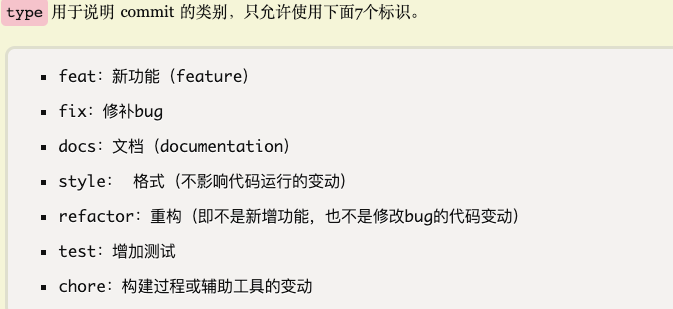 type 用于说明 commit 的类别，只允许使用下面7个标识。
feat：新功能（feature）
fix：修补bug
docs：文档（documentation）
style： 格式（不影响代码运行的变动）
refactor：重构（即不是新增功能，也不是修改bug的代码变动）
test：增加测试
chore：构建过程或辅助工具的变动